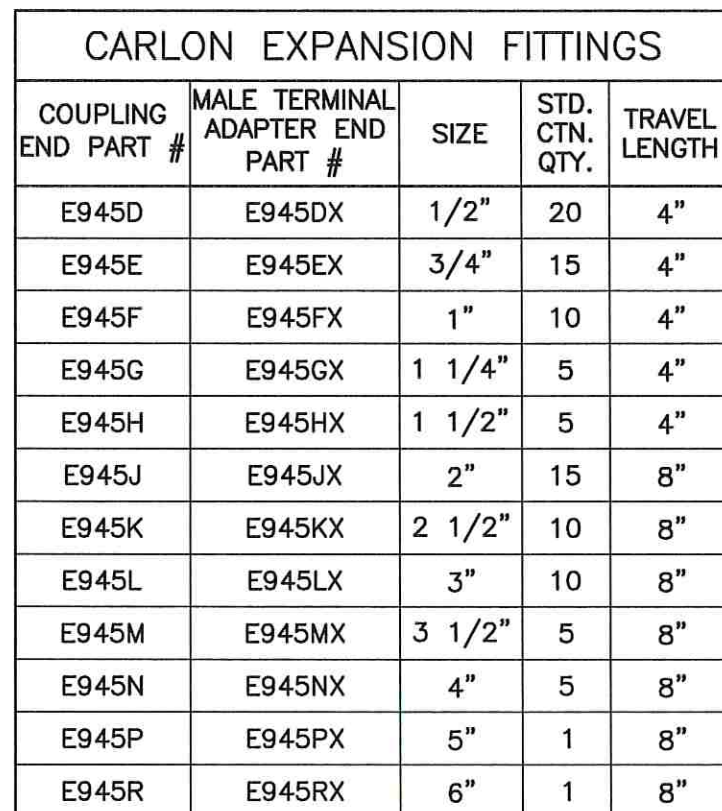 CARLON EXPANSION FITTINGS
COUPLING END PART # MALE TERMINAL ADAPTER END PART # SIZE STD. CTN. QTY. TRAVEL LENGTH
E945D E945DX 1/2" 20 4"
E945E E945EX 3/4" 15 4"
E945F E945FX 1" 10 4"
E945G E945GX 1 1/4" 5 4"
E945H E945HX 1 1/2" 5 4"
E945J E945JX 2" 15 8"
E945K E945KX 2 1/2" 10 8"
E945L E945LX 3" 10 8"
E945M E945MX 3 1/2" 5 8"
E945N E945NX 4" 5 8"
E945P E945PX 5" 1 8"
E945R E945RX 6" 1 8"